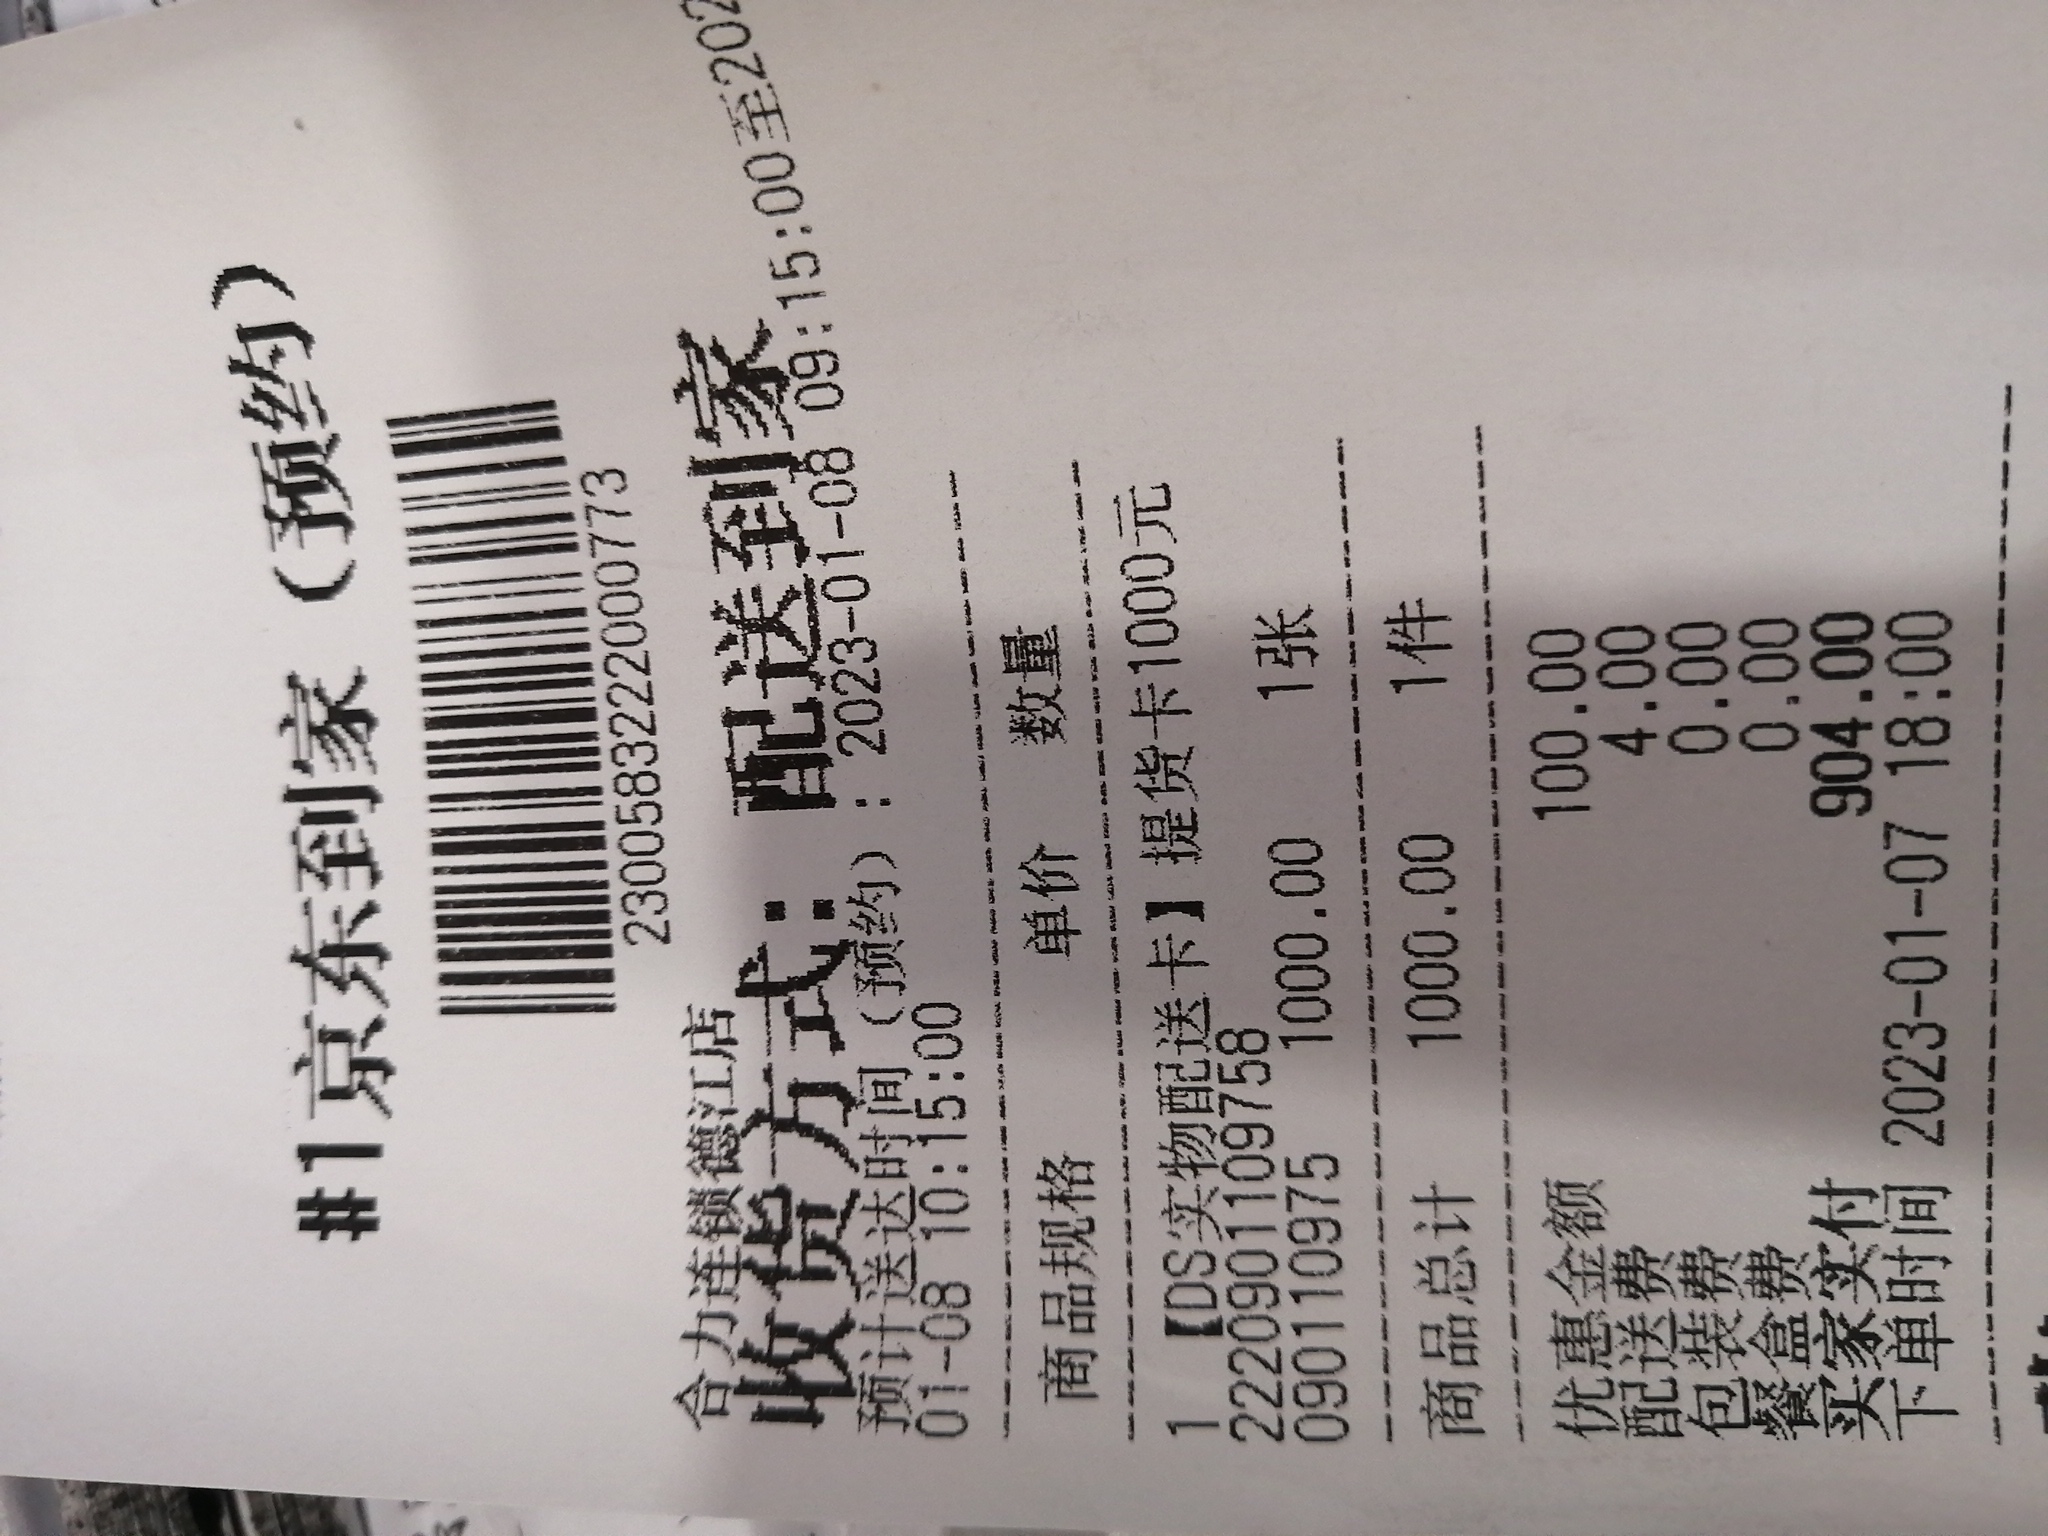 #1京东到家（预约）
2300583222000773
合力连锁德江店
收货方式：配送到家
预计送达时间（预约）：2023-01-08 09:15:00至202
01-08 10:15:00
商品规格 单价 数量
1 【DS实物配送卡】提货卡1000元
2220901109758
090110975 1000.00 1张
商品总计 1000.00 1件
优惠金额 100.00
配送费 4.00
包装费 0.00
餐盒费 0.00
买家实付 904.00
下单时间 2023-01-07 18:00